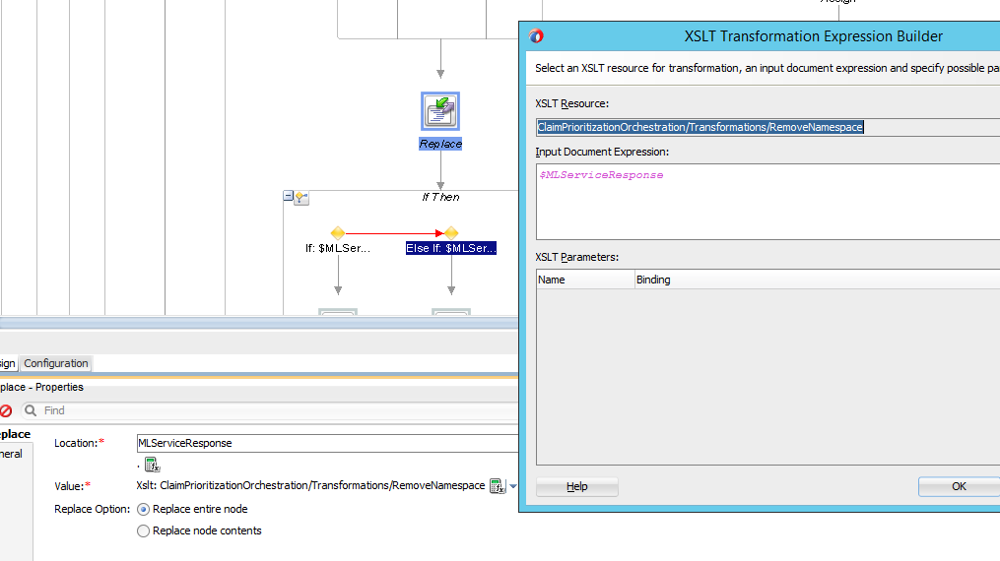 Assign
XSLT Transformation Expression Builder
Select an XSLT resource for transformation, an input document expression and specify possible pa
XSLT Resource:
ClaimPrioritizationOrchestration/Transformations/RemoveNamespace
Input Document Expression:
$MLServiceResponse
XSLT Parameters:
Name Binding
Help OK
Replace
If Then
If: $MLSer... Else If: $MLSer...
sign Configuration
place - Properties
Find
eplace
neral
Location:* MLServiceResponse
.
Value:* Xslt: ClaimPrioritizationOrchestration/Transformations/RemoveNamespace
Replace Option: Replace entire node
Replace node contents